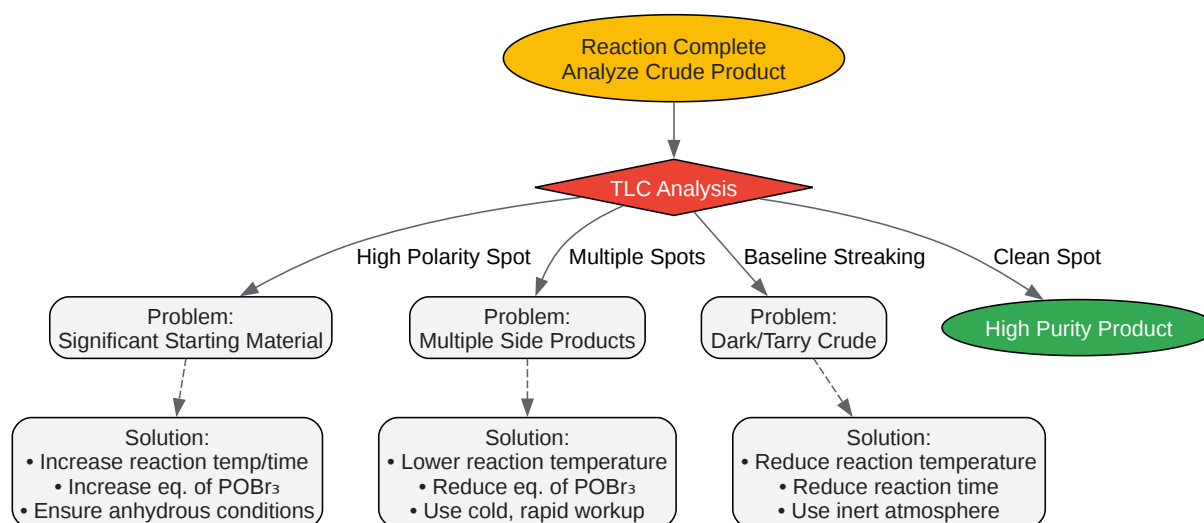 Reaction Complete
Analyze Crude Product
TLC Analysis
High Polarity Spot
Multiple Spots
Baseline Streaking
Clean Spot
Problem:
Significant Starting Material
Problem:
Multiple Side Products
Problem:
Dark/Tarry Crude
High Purity Product
Solution:
• Increase reaction temp/time
• Increase eq. of POBr₃
• Ensure anhydrous conditions
Solution:
• Lower reaction temperature
• Reduce eq. of POBr₃
• Use cold, rapid workup
Solution:
• Reduce reaction temperature
• Reduce reaction time
• Use inert atmosphere